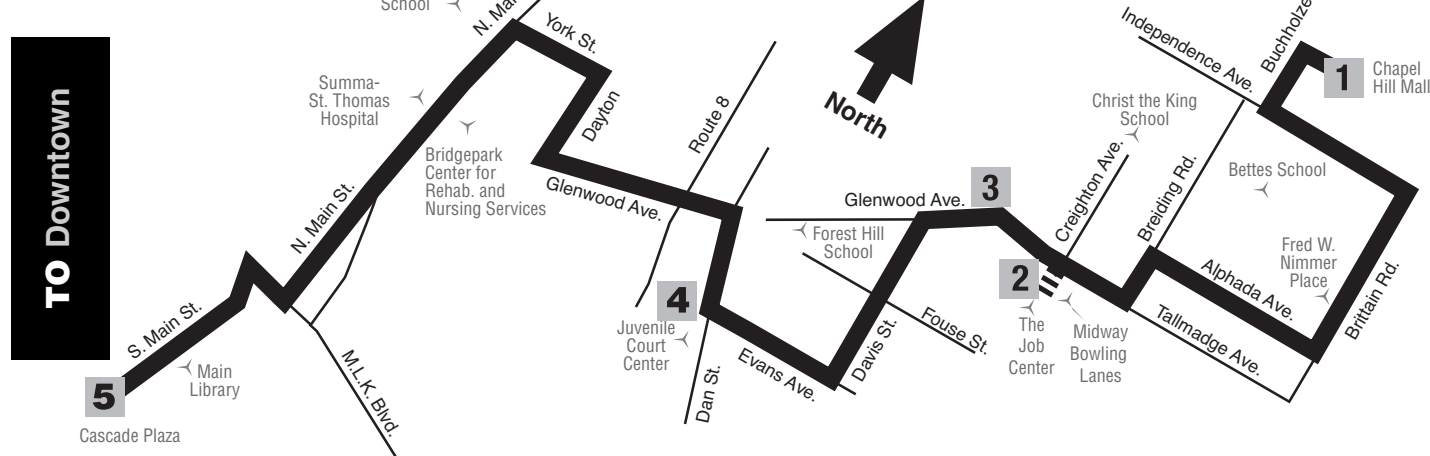 TO Downtown
School
N. Mai
York St.
Dayton
Summa-
St. Thomas
Hospital
Bridgepark
Center for
Rehab. and
Nursing Services
N. Main St.
S. Main St.
Main
Library
5
Cascade Plaza
M.L.K. Blvd.
Glenwood Ave.
Route 8
North
4
Juvenile
Court
Center
Dan St.
Evans Ave.
Davis St.
Fouse St.
Glenwood Ave.
Forest Hill
School
3
2
The
Job
Center
Midway
Bowling
Lanes
Creighton Ave.
Christ the King
School
Breiding Rd.
Independence Ave.
Buchholze
1
Chapel
Hill Mall
Bettes School
Fred W.
Nimmer
Place
Alphada Ave.
Tallmadge Ave.
Brittain Rd.